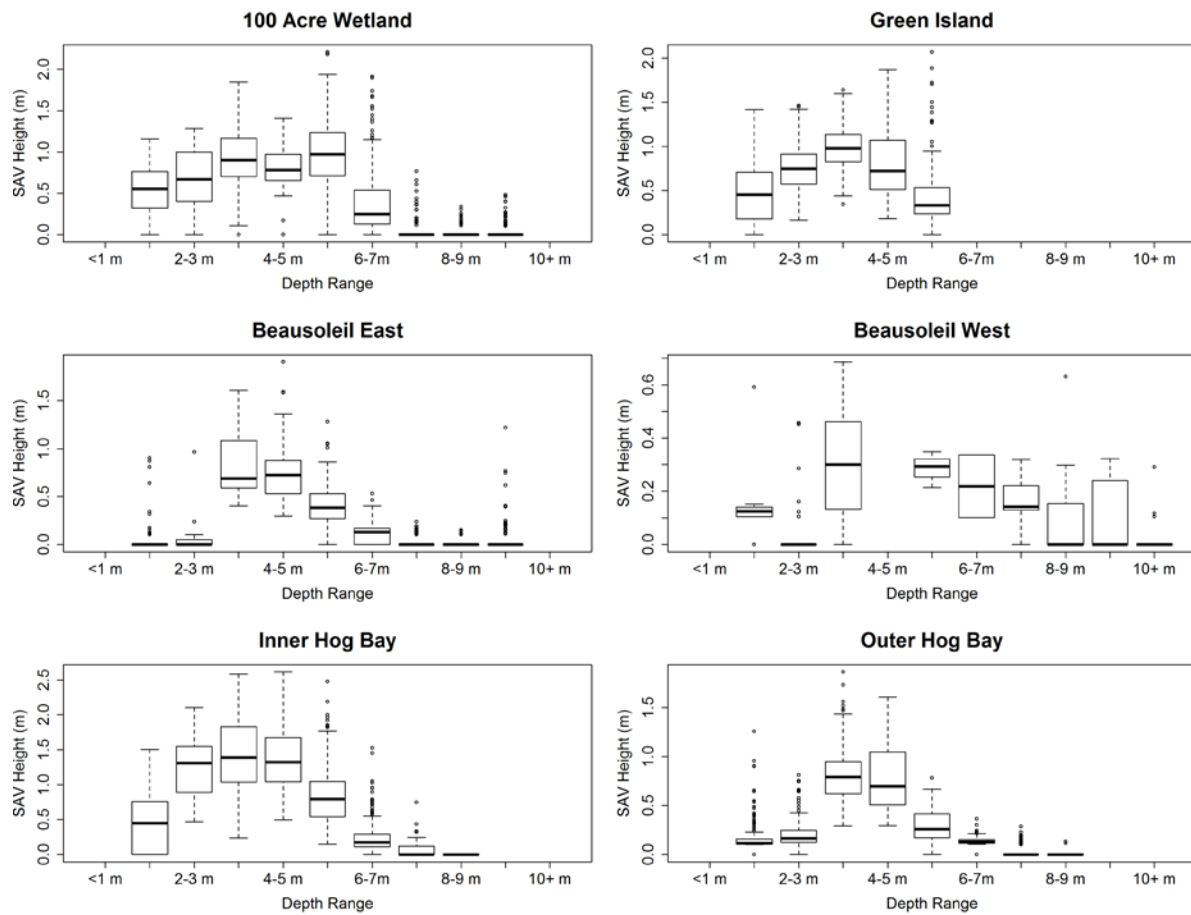 100 Acre Wetland
SAV Height (m)
2.0
1.5
1.0
0.5
0.0
<1 m 2-3 m 4-5 m 6-7m 8-9 m 10+ m
Depth Range
Green Island
SAV Height (m)
2.0
1.5
1.0
0.5
0.0
<1 m 2-3 m 4-5 m 6-7m 8-9 m 10+ m
Depth Range
Beausoleil East
SAV Height (m)
1.5
1.0
0.5
0.0
<1 m 2-3 m 4-5 m 6-7m 8-9 m 10+ m
Depth Range
Beausoleil West
SAV Height (m)
0.6
0.4
0.2
0.0
<1 m 2-3 m 4-5 m 6-7m 8-9 m 10+ m
Depth Range
Inner Hog Bay
SAV Height (m)
2.5
2.0
1.5
1.0
0.5
0.0
<1 m 2-3 m 4-5 m 6-7m 8-9 m 10+ m
Depth Range
Outer Hog Bay
SAV Height (m)
1.5
1.0
0.5
0.0
<1 m 2-3 m 4-5 m 6-7m 8-9 m 10+ m
Depth Range